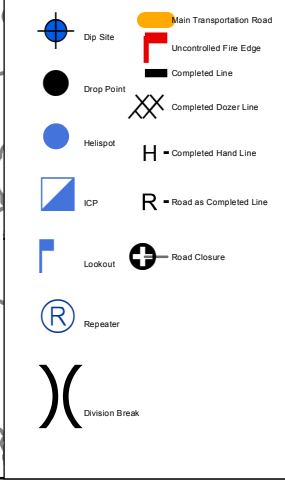 Dip Site
Drop Point
Helispot
ICP
Lookout
R
Repeater
Division Break
Main Transportation Road
Uncontrolled Fire Edge
Completed Line
Completed Dozer Line
H
Completed Hand Line
R
Road as Completed Line
Road Closure